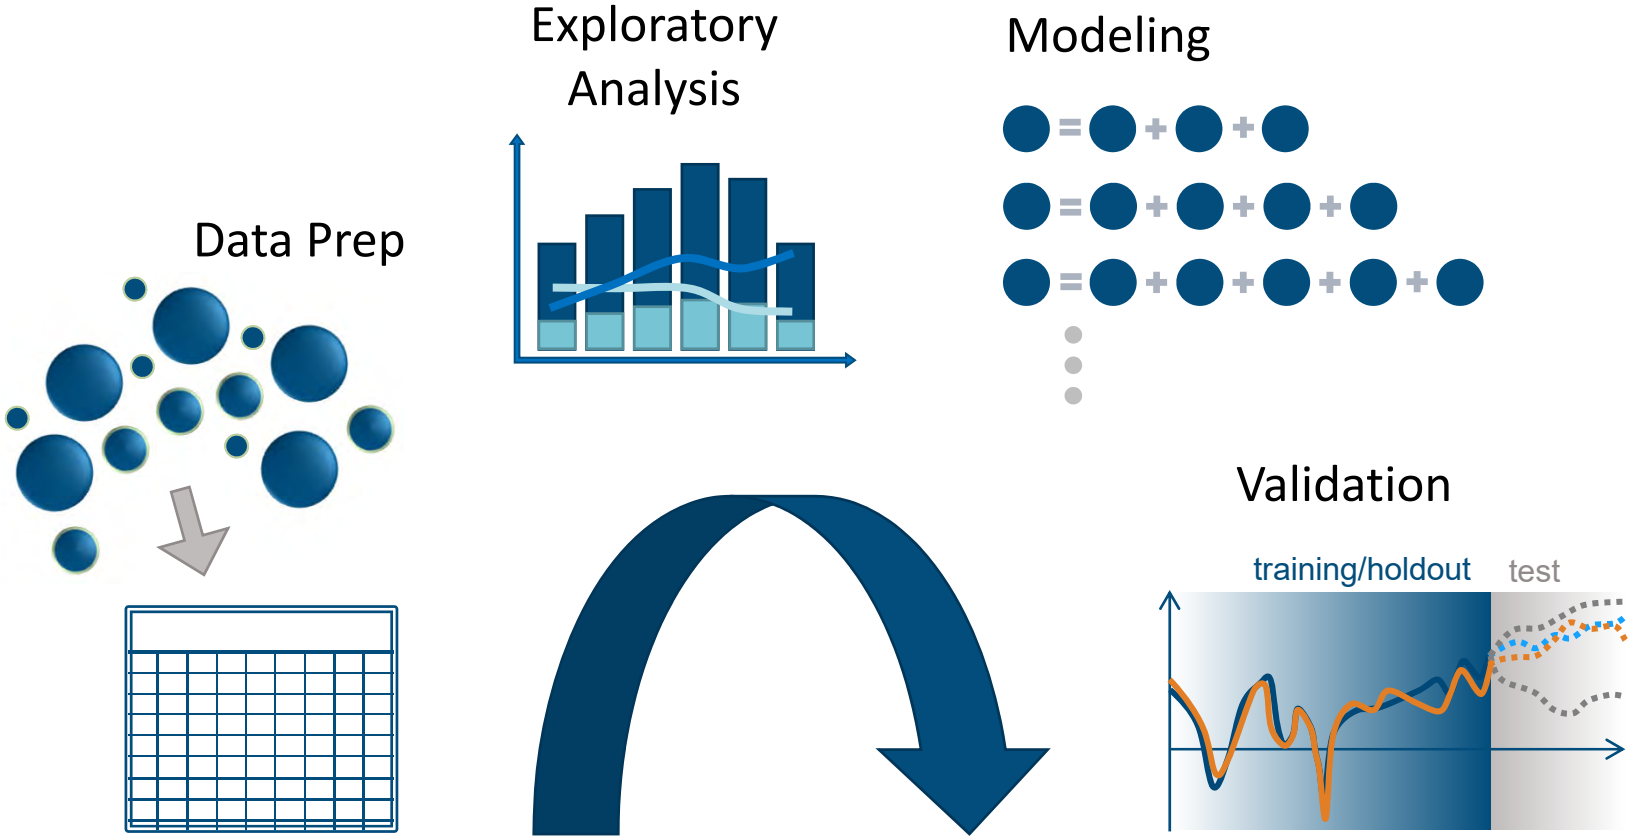 Data Prep
Exploratory
Analysis
Modeling
Validation
training/holdout
test